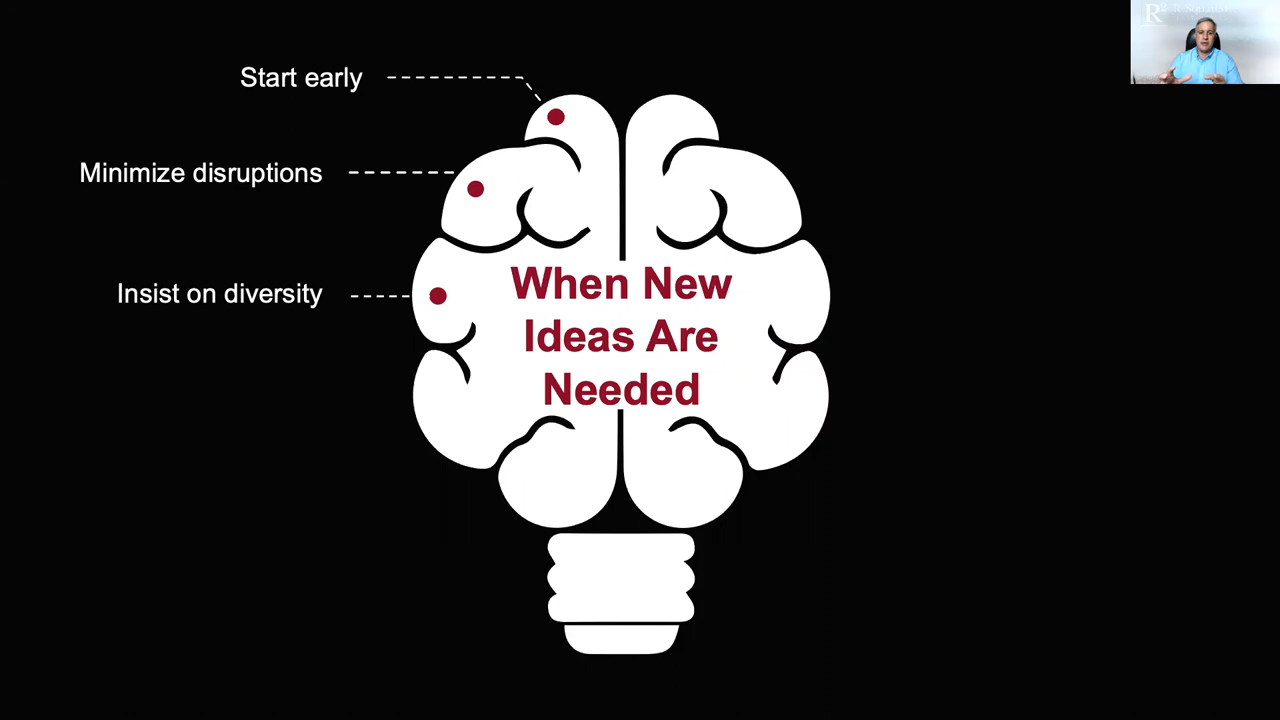 Start early
Minimize disruptions
Insist on diversity
When New
Ideas Are
Needed